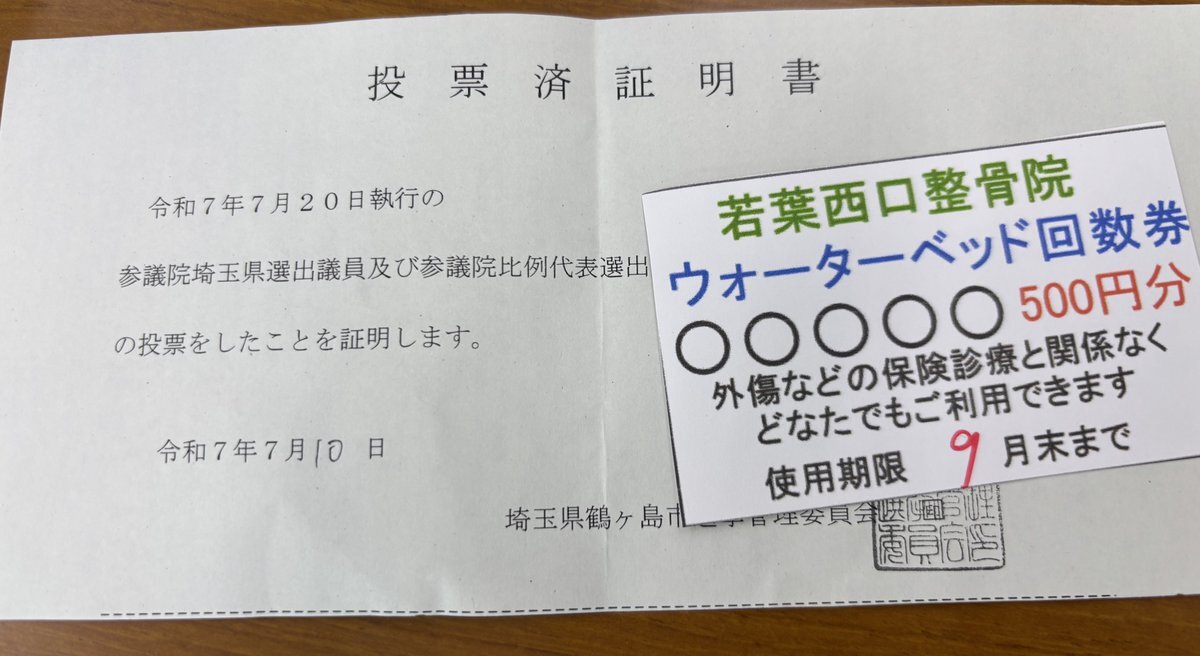 投票済証明書
令和７年７月２０日執行の
参議院埼玉県選出議員及び参議院比例代表選出
の投票をしたことを証明します。
令和７年７月10日
埼玉県鶴ヶ島市
管理委員会
若葉西口整骨院
ウォーターベッド回数券
○○○○○500円分
外傷などの保険診療と関係なく
どなたでもご利用できます
使用期限 9月末まで